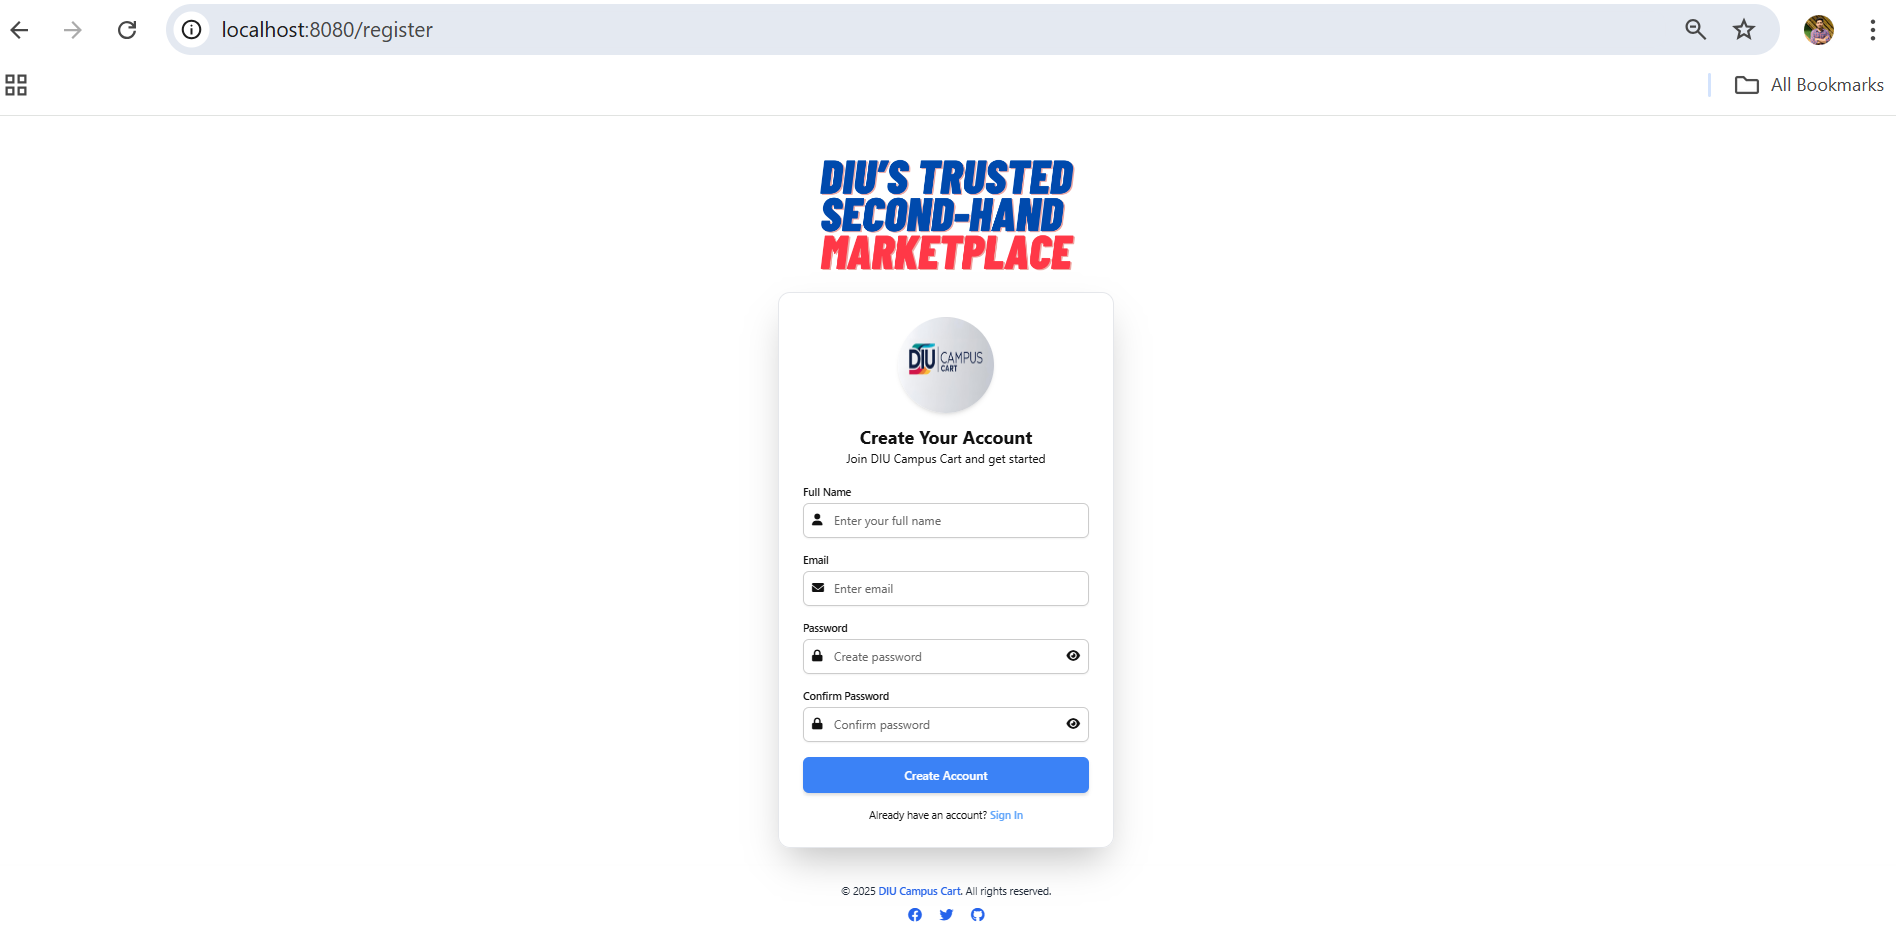 localhost:8080/register
All Bookmarks
DIU'S TRUSTED
SECOND-HAND
MARKETPLACE
DIU CAMPUS
CART
Create Your Account
Join DIU Campus Cart and get started
Full Name
Enter your full name
Email
Enter email
Password
Create password
Confirm Password
Confirm password
Create Account
Already have an account? Sign In
© 2025 DIU Campus Cart. All rights reserved.